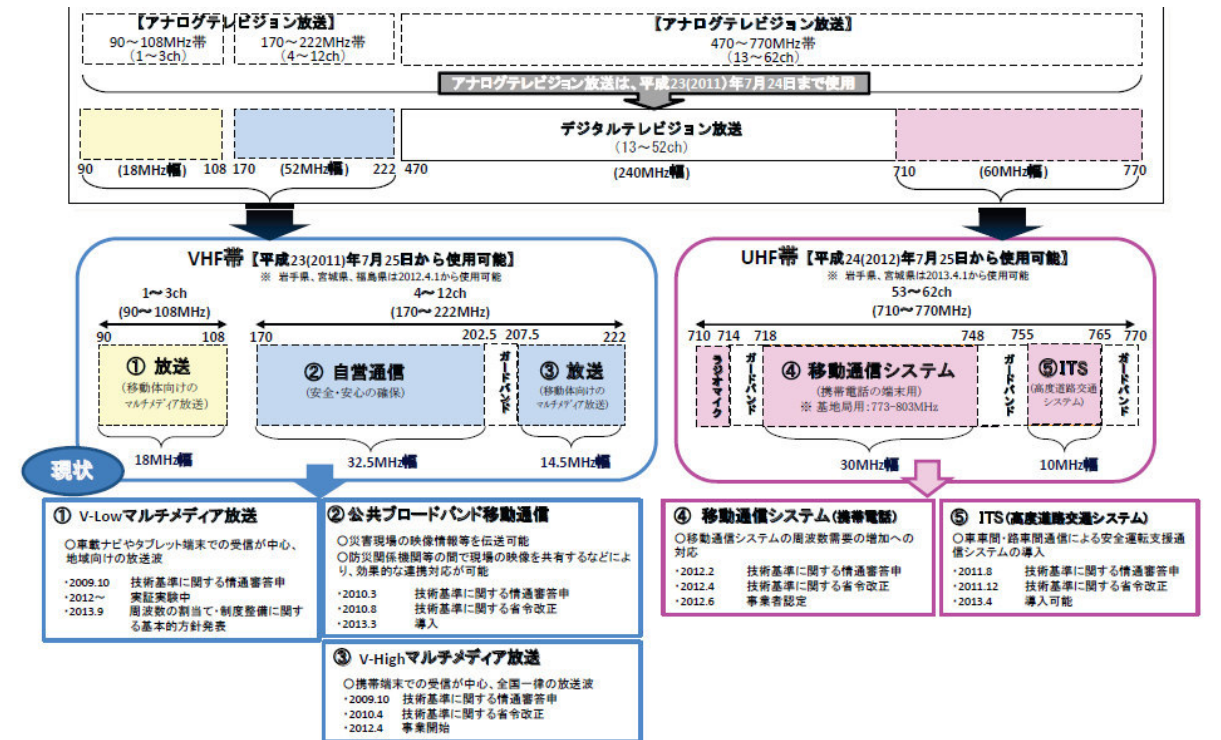 【アナログテレビジョン放送】
90～108MHz帯
（1～3ch）
170～222MHz帯
（4～12ch）
【アナログテレビジョン放送】
470～770MHz帯
（13～62ch）
アナログテレビジョン放送は、平成23(2011)年7月24日まで使用
デジタルテレビジョン放送
（13～52ch）
90 (18MHz幅) 108 170 (52MHz幅) 222 470 (240MHz幅) 710 (60MHz幅) 770
VHF帯【平成23(2011)年7月25日から使用可能】
※ 岩手県、宮城県、福島県は2012.4.1から使用可能
1～3ch
(90～108MHz)
4～12ch
(170～222MHz)
90 108 170 202.5 207.5 222
① 放送
(移動体向けの
マルチメディア放送)
② 自営通信
(安全・安心の確保)
ガードバンド
③ 放送
(移動体向けの
マルチメディア放送)
18MHz幅
32.5MHz幅
14.5MHz幅
UHF帯【平成24(2012)年7月25日から使用可能】
※ 岩手県、宮城県は2013.4.1から使用可能
53～62ch
(710～770MHz)
710 714 718 748 755 765 770
ラジオマイク
ガードバンド
④ 移動通信システム
(携帯電話の端末用)
※ 基地局用:773-803MHz
ガードバンド
⑤ITS
(高度道路交通
システム)
ガードバンド
30MHz幅
10MHz幅
現状
① V-Lowマルチメディア放送
○車載ナビやタブレット端末での受信が中心、
地域向けの放送波
・2009.10 技術基準に関する情通審答申
・2012～ 実証実験中
・2013.9 周波数の割当て・制度整備に関す
る基本的方針発表
②公共ブロードバンド移動通信
○災害現場の映像情報等を伝送可能
○防災関係機関等の間で現場の映像を共有するなどによ
り、効果的な連携対応が可能
・2010.3 技術基準に関する情通審答申
・2010.8 技術基準に関する省令改正
・2013.3 導入
③ V-Highマルチメディア放送
○携帯端末での受信が中心、全国一律の放送波
・2009.10 技術基準に関する情通審答申
・2010.4 技術基準に関する省令改正
・2012.4 事業開始
④ 移動通信システム(携帯電話)
○移動通信システムの周波数需要の増加への
対応
・2012.2 技術基準に関する情通審答申
・2012.4 技術基準に関する省令改正
・2012.6 事業者認定
⑤ ITS(高度道路交通システム)
○車車間・路車間通信による安全運転支援通
信システムの導入
・2011.8 技術基準に関する情通審答申
・2011.12 技術基準に関する省令改正
・2013.4 導入可能